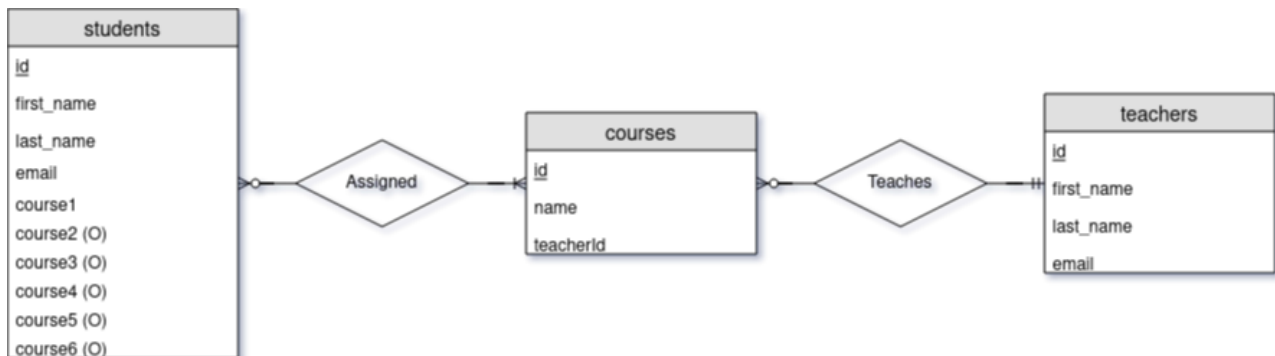 students
id
first_name
last_name
email
course1
course2 (O)
course3 (O)
course4 (O)
course5 (O)
course6 (O)
Assigned
courses
id
name
teacherId
Teaches
teachers
id
first_name
last_name
email